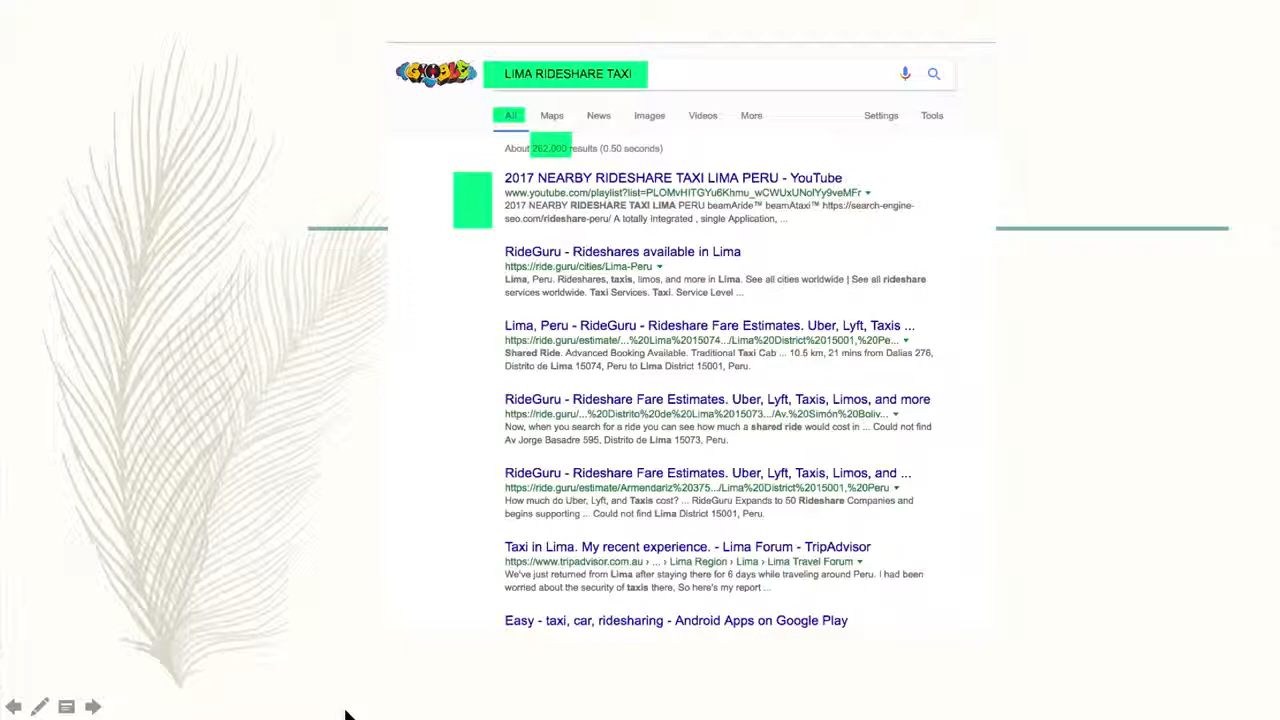 GOOGLE
LIMA RIDESHARE TAXI
All Maps News Images Videos More Settings Tools
About 262,000 results (0.50 seconds)
2017 NEARBY RIDESHARE TAXI LIMA PERU - YouTube
www.youtube.com/playlist?list=PLOMvHITGYu6Khmu_wCWUxUNolYy9veMFr
2017 NEARBY RIDESHARE TAXI LIMA PERU beamAride™ beamAtaxi™ https://search-engine-
seo.com/rideshare-peru/ A totally integrated , single Application, ...
RideGuru - Rideshares available in Lima
https://ride.guru/cities/Lima-Peru
Lima, Peru. Rideshares, taxis, limos, and more in Lima. See all cities worldwide | See all rideshare
services worldwide. Taxi Services. Taxi. Service Level ...
Lima, Peru - RideGuru - Rideshare Fare Estimates. Uber, Lyft, Taxis ...
https://ride.guru/estimate/...%20Lima%2015074.../Lima%20District%2015001,%20Pe...
Shared Ride. Advanced Booking Available. Traditional Taxi Cab ... 10.5 km, 21 mins from Dalias 276,
Distrito de Lima 15074, Peru to Lima District 15001, Peru.
RideGuru - Rideshare Fare Estimates. Uber, Lyft, Taxis, Limos, and more
https://ride.guru/...%20Distrito%20de%20Lima%2015073.../Av.%20Simón%20Boliv...
Now, when you search for a ride you can see how much a shared ride would cost in ... Could not find
Av Jorge Basadre 595, Distrito de Lima 15073, Peru.
RideGuru - Rideshare Fare Estimates. Uber, Lyft, Taxis, Limos, and ...
https://ride.guru/estimate/Armendariz%20375.../Lima%20District%2015001,%20Peru
How much do Uber, Lyft, and Taxis cost? ... RideGuru Expands to 50 Rideshare Companies and
begins supporting ... Could not find Lima District 15001, Peru.
Taxi in Lima. My recent experience. - Lima Forum - TripAdvisor
https://www.tripadvisor.com.au › ... › Lima Region › Lima › Lima Travel Forum
We've just returned from Lima after staying there for 6 days while traveling around Peru. I had been
worried about the security of taxis there, So here's my report ...
Easy - taxi, car, ridesharing - Android Apps on Google Play